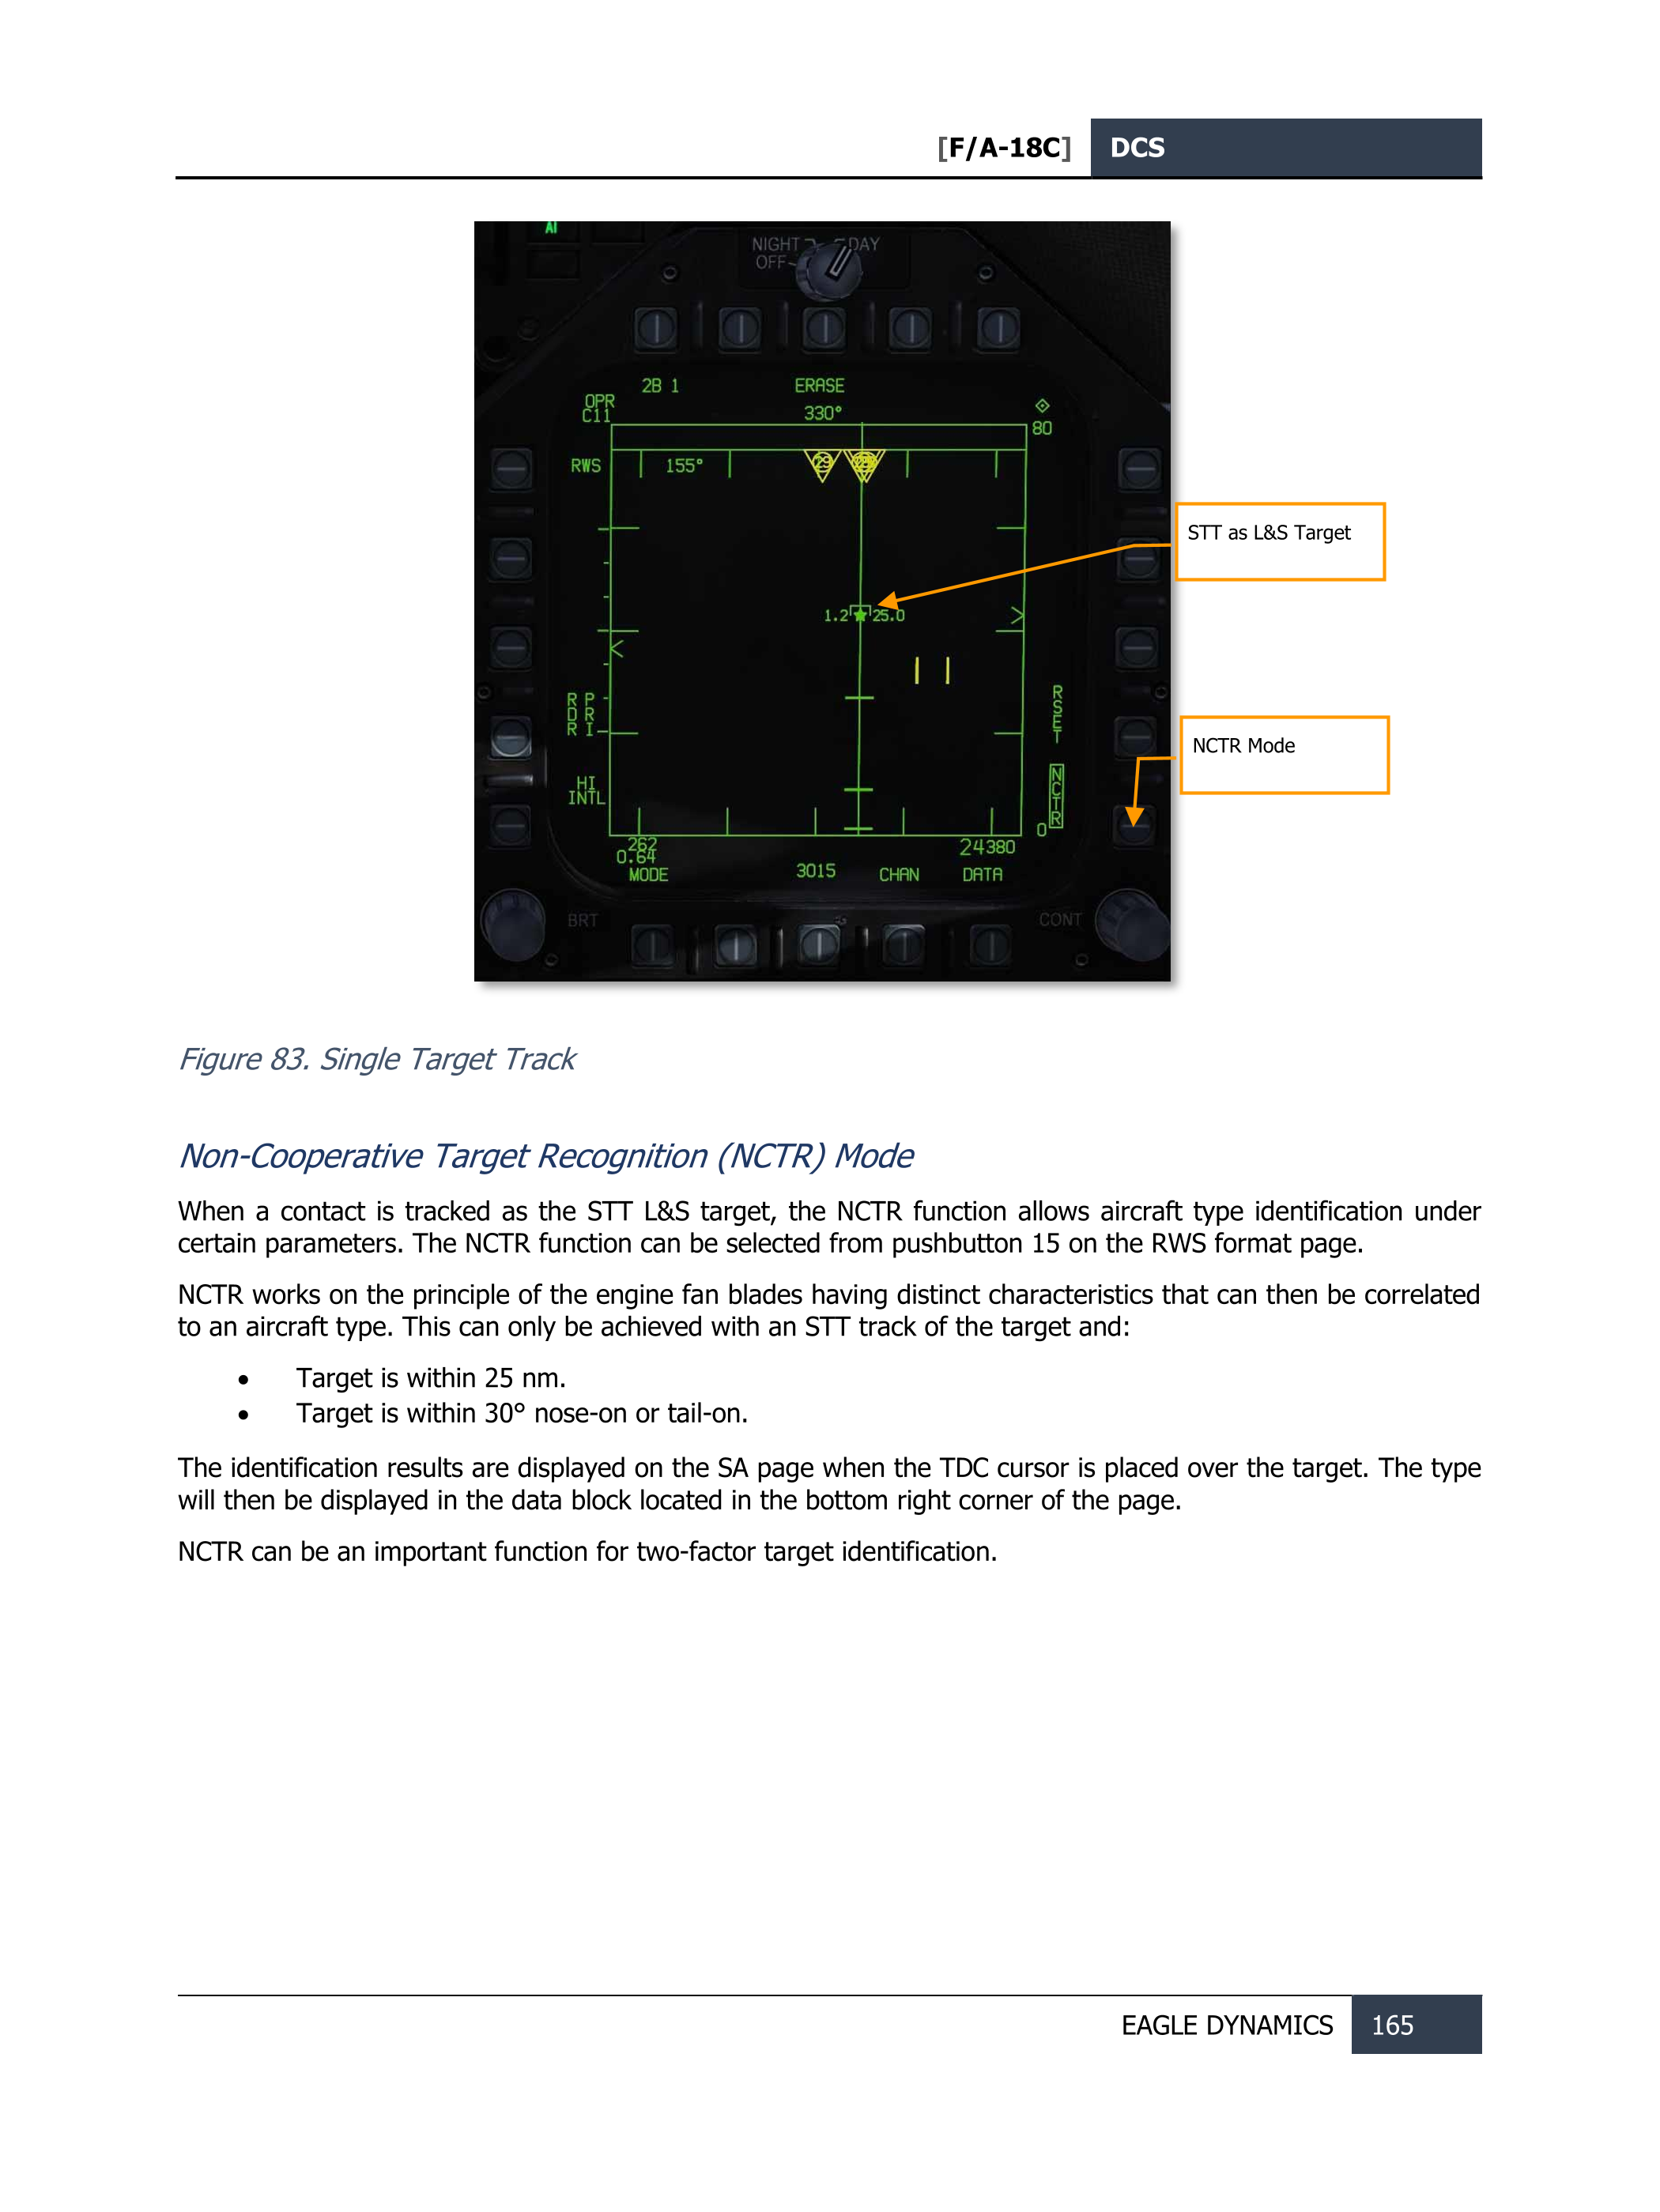 [F/A-18C] DCS
AI
NIGHT DAY
OFF
2B 1 ERASE
OPR
C11 330°
80
RWS 155°
STT as L&S Target
1.2 25.0
R P
D R
R I
RSET
NCTR Mode
HI
INTL
NCTR
0
262 24380
0.64
MODE 3015 CHAN DATA
BRT CONT
Figure 83. Single Target Track
Non-Cooperative Target Recognition (NCTR) Mode
When a contact is tracked as the STT L&S target, the NCTR function allows aircraft type identification under
certain parameters. The NCTR function can be selected from pushbutton 15 on the RWS format page.
NCTR works on the principle of the engine fan blades having distinct characteristics that can then be correlated
to an aircraft type. This can only be achieved with an STT track of the target and:
• Target is within 25 nm.
• Target is within 30° nose-on or tail-on.
The identification results are displayed on the SA page when the TDC cursor is placed over the target. The type
will then be displayed in the data block located in the bottom right corner of the page.
NCTR can be an important function for two-factor target identification.
EAGLE DYNAMICS 165